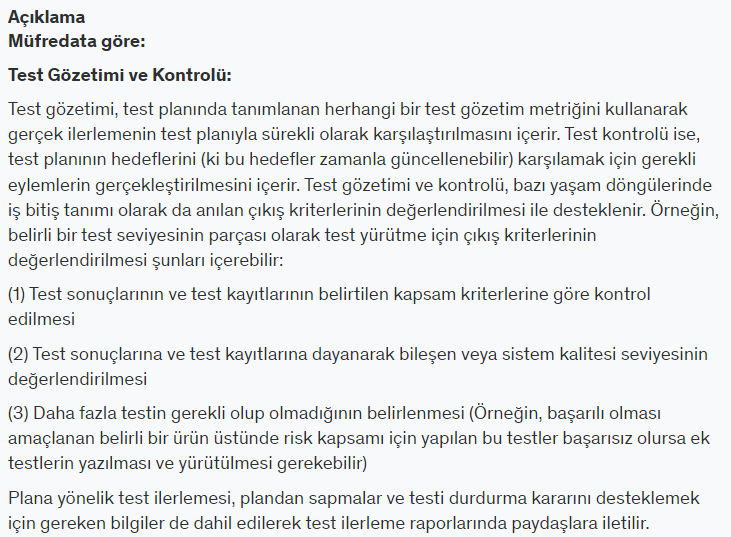 Açıklama
Müfredata göre:
Test Gözetimi ve Kontrolü:
Test gözetimi, test planında tanımlanan herhangi bir test gözetim metriğini kullanarak
gerçek ilerlemenin test planıyla sürekli olarak karşılaştırılmasını içerir. Test kontrolü ise,
test planının hedeflerini (ki bu hedefler zamanla güncellenebilir) karşılamak için gerekli
eylemlerin gerçekleştirilmesini içerir. Test gözetimi ve kontrolü, bazı yaşam döngülerinde
iş bitiş tanımı olarak da anılan çıkış kriterlerinin değerlendirilmesi ile desteklenir. Örneğin,
belirli bir test seviyesinin parçası olarak test yürütme için çıkış kriterlerinin
değerlendirilmesi şunları içerebilir:
(1) Test sonuçlarının ve test kayıtlarının belirtilen kapsam kriterlerine göre kontrol
edilmesi
(2) Test sonuçlarına ve test kayıtlarına dayanarak bileşen veya sistem kalitesi seviyesinin
değerlendirilmesi
(3) Daha fazla testin gerekli olup olmadığının belirlenmesi (Örneğin, başarılı olması
amaçlanan belirli bir ürün üstünde risk kapsamı için yapılan bu testler başarısız olursa ek
testlerin yazılması ve yürütülmesi gerekebilir)
Plana yönelik test ilerlemesi, plandan sapmalar ve testi durdurma kararını desteklemek
için gereken bilgiler de dahil edilerek test ilerleme raporlarında paydaşlara iletilir.